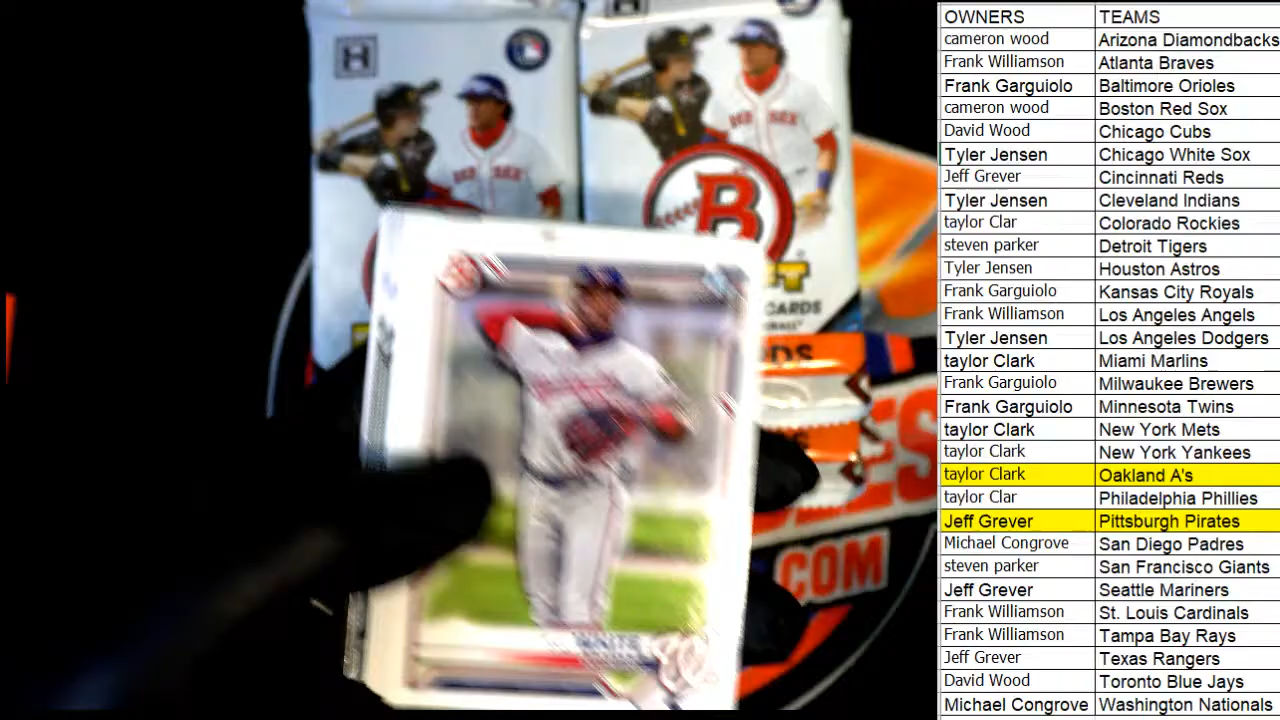 OWNERS TEAMS
cameron wood Arizona Diamondbacks
Frank Williamson Atlanta Braves
Frank Garguiolo Baltimore Orioles
cameron wood Boston Red Sox
David Wood Chicago Cubs
Tyler Jensen Chicago White Sox
Jeff Grever Cincinnati Reds
Tyler Jensen Cleveland Indians
taylor Clar Colorado Rockies
steven parker Detroit Tigers
Tyler Jensen Houston Astros
Frank Garguiolo Kansas City Royals
Frank Williamson Los Angeles Angels
Tyler Jensen Los Angeles Dodgers
taylor Clark Miami Marlins
Frank Garguiolo Milwaukee Brewers
Frank Garguiolo Minnesota Twins
taylor Clark New York Mets
taylor Clark New York Yankees
taylor Clark Oakland A's
taylor Clar Philadelphia Phillies
Jeff Grever Pittsburgh Pirates
Michael Congrove San Diego Padres
steven parker San Francisco Giants
Jeff Grever Seattle Mariners
Frank Williamson St. Louis Cardinals
Frank Williamson Tampa Bay Rays
Jeff Grever Texas Rangers
David Wood Toronto Blue Jays
Michael Congrove Washington Nationals
H
B
COM